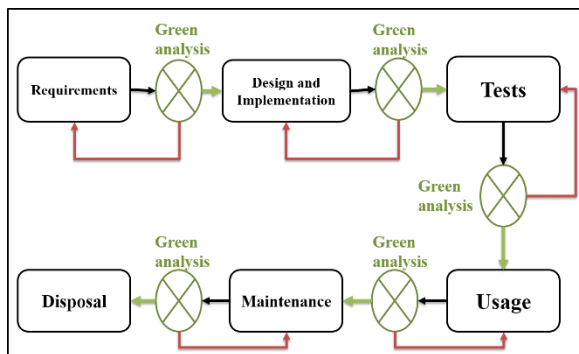 Green
analysis
Green
analysis
Requirements
Design and
Implementation
Tests
Green
analysis
Green
analysis
Green
analysis
Disposal
Maintenance
Usage